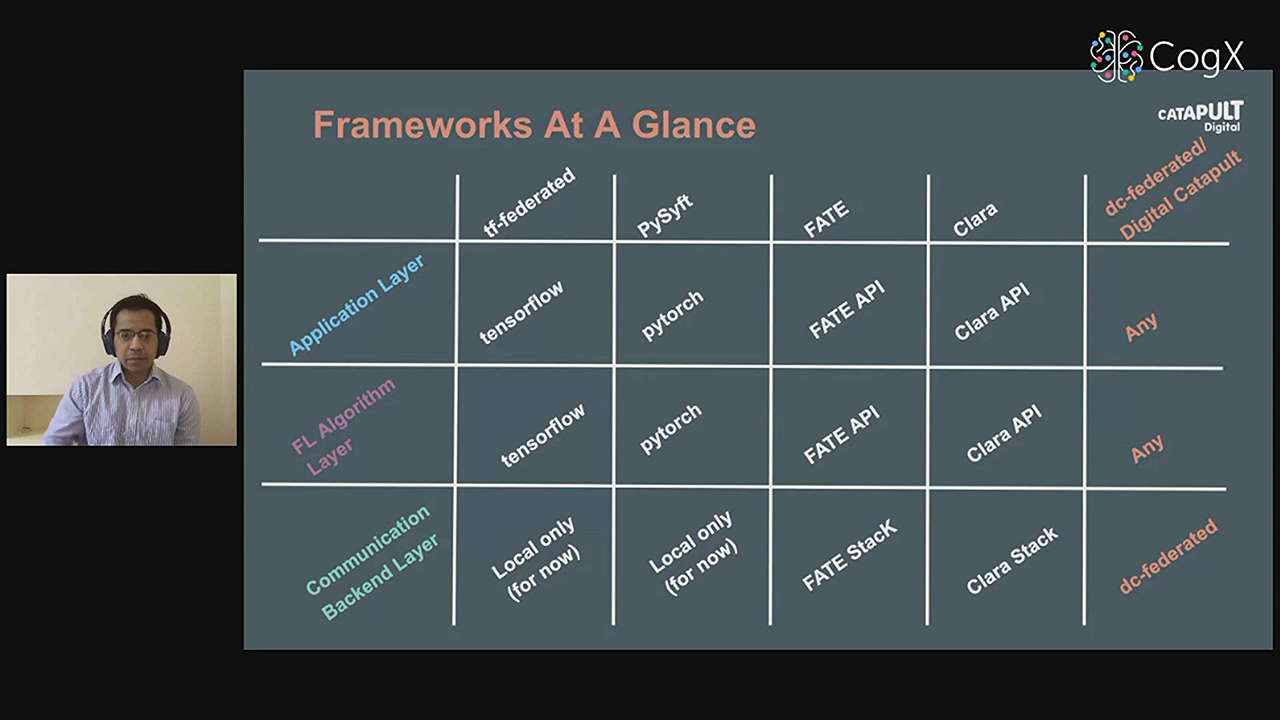 CogX
CATAPULT
Digital
Frameworks At A Glance
tf-federated
PySyft
FATE
Clara
dc-federated/
Digital Catapult
Application Layer
tensorflow
pytorch
FATE API
Clara API
Any
FL Algorithm
Layer
tensorflow
pytorch
FATE API
Clara API
Any
Communication
Backend Layer
Local only
(for now)
Local only
(for now)
FATE StacK
Clara Stack
dc-federated